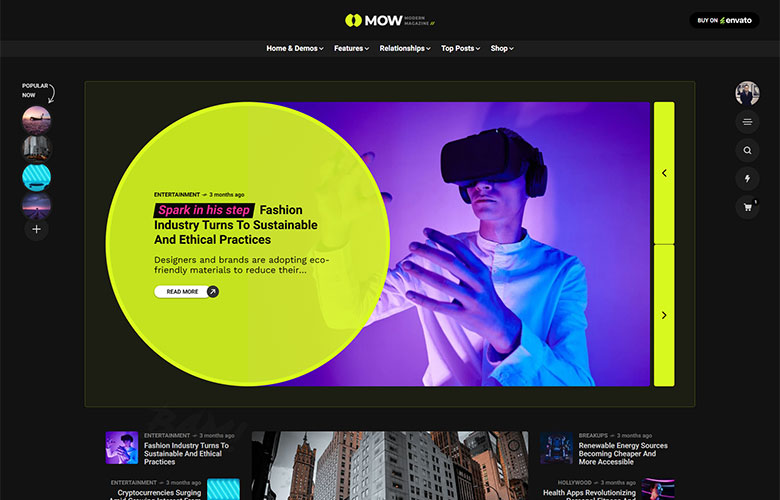 MOW MODERN
MAGAZINE //
BUY ON envato
Home & Demos Features Relationships Top Posts Shop
POPULAR
NOW
1
ENTERTAINMENT 3 months ago
Spark in his step Fashion
Industry Turns To Sustainable
And Ethical Practices
Designers and brands are adopting eco-
friendly materials to reduce their...
READ MORE
ENTERTAINMENT 3 months ago
Fashion Industry Turns To
Sustainable And Ethical
Practices
ENTERTAINMENT 3 months ago
Cryptocurrencies Surging
BREAKUPS 3 months ago
Renewable Energy Sources
Becoming Cheaper And
More Accessible
HOLLYWOOD 3 months ago
Health Apps Revolutionizing